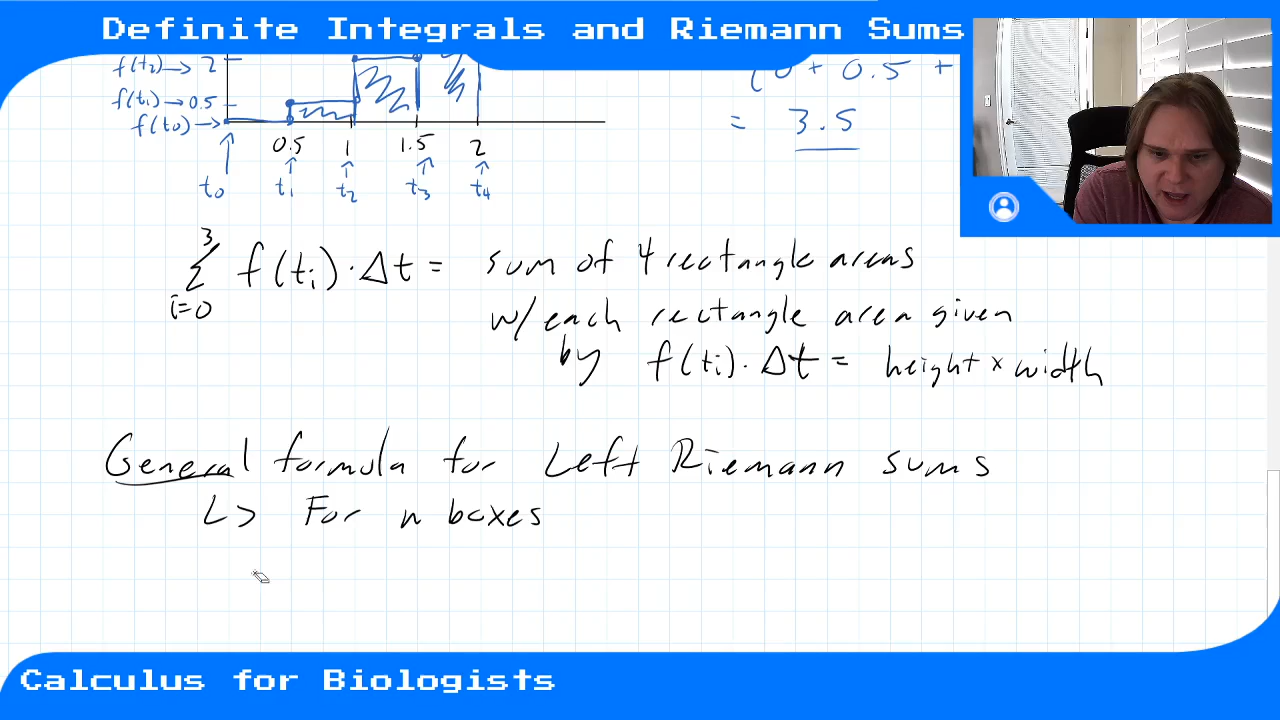 Definite Integrals and Riemann Sums
f(t₂) → 2
f(t₁) → 0.5
f(t₀) →
0.5 1 1.5 2
t₀ t₁ t₂ t₃ t₄
(0 + 0.5 +
= 3.5
3
Σ f(tᵢ)·Δt = sum of 4 rectangle areas
i=0
w/ each rectangle area given
by f(tᵢ)·Δt = height × width
General formula for Left Riemann sums
↳ For n boxes
Calculus for Biologists